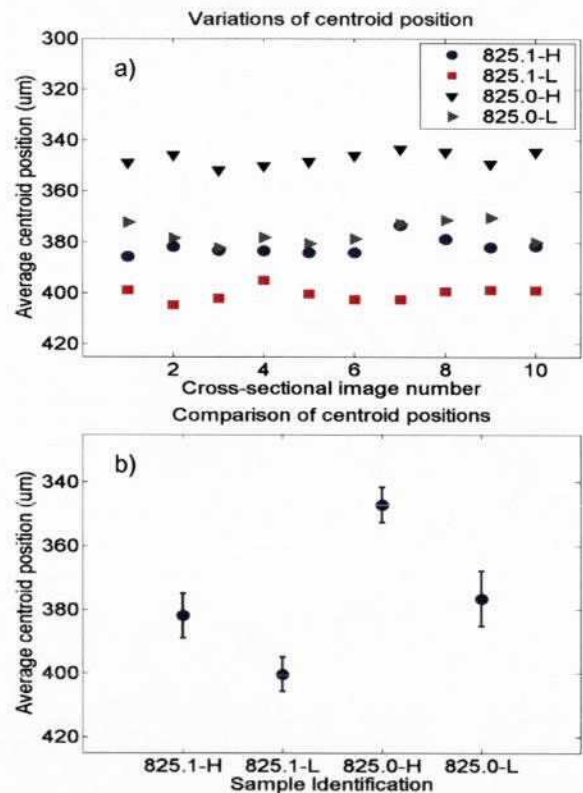 Variations of centroid position
300
320
340
360
380
400
420
Average centroid position (um)
a)
825.1-H
825.1-L
825.0-H
825.0-L
2 4 6 8 10
Cross-sectional image number
Comparison of centroid positions
340
360
380
400
420
Average centroid position (um)
b)
825.1-H 825.1-L 825.0-H 825.0-L
Sample Identification